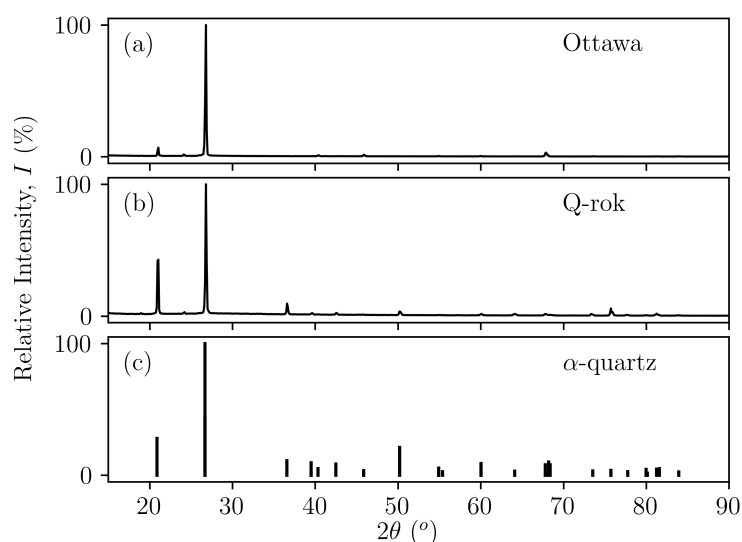 Relative Intensity, I (%)
100
(a)
Ottawa
0
100
(b)
Q-rok
0
100
(c)
α-quartz
0
20 30 40 50 60 70 80 90
2θ (°)